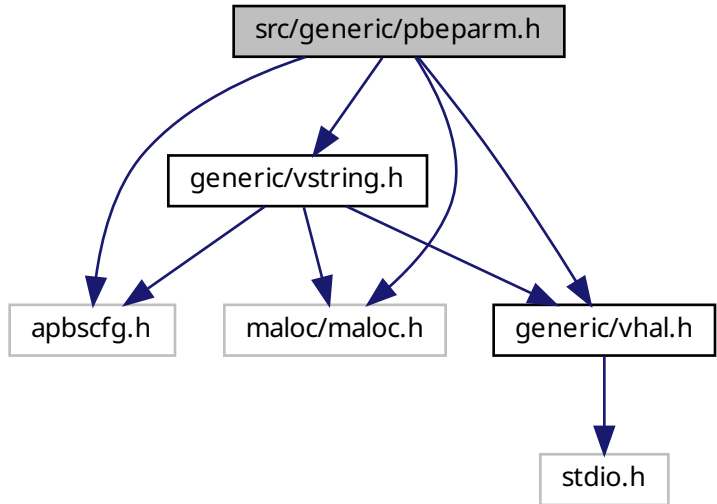 src/generic/pbeparm.h
generic/vstring.h
apbscfg.h
maloc/maloc.h
generic/vhal.h
stdio.h